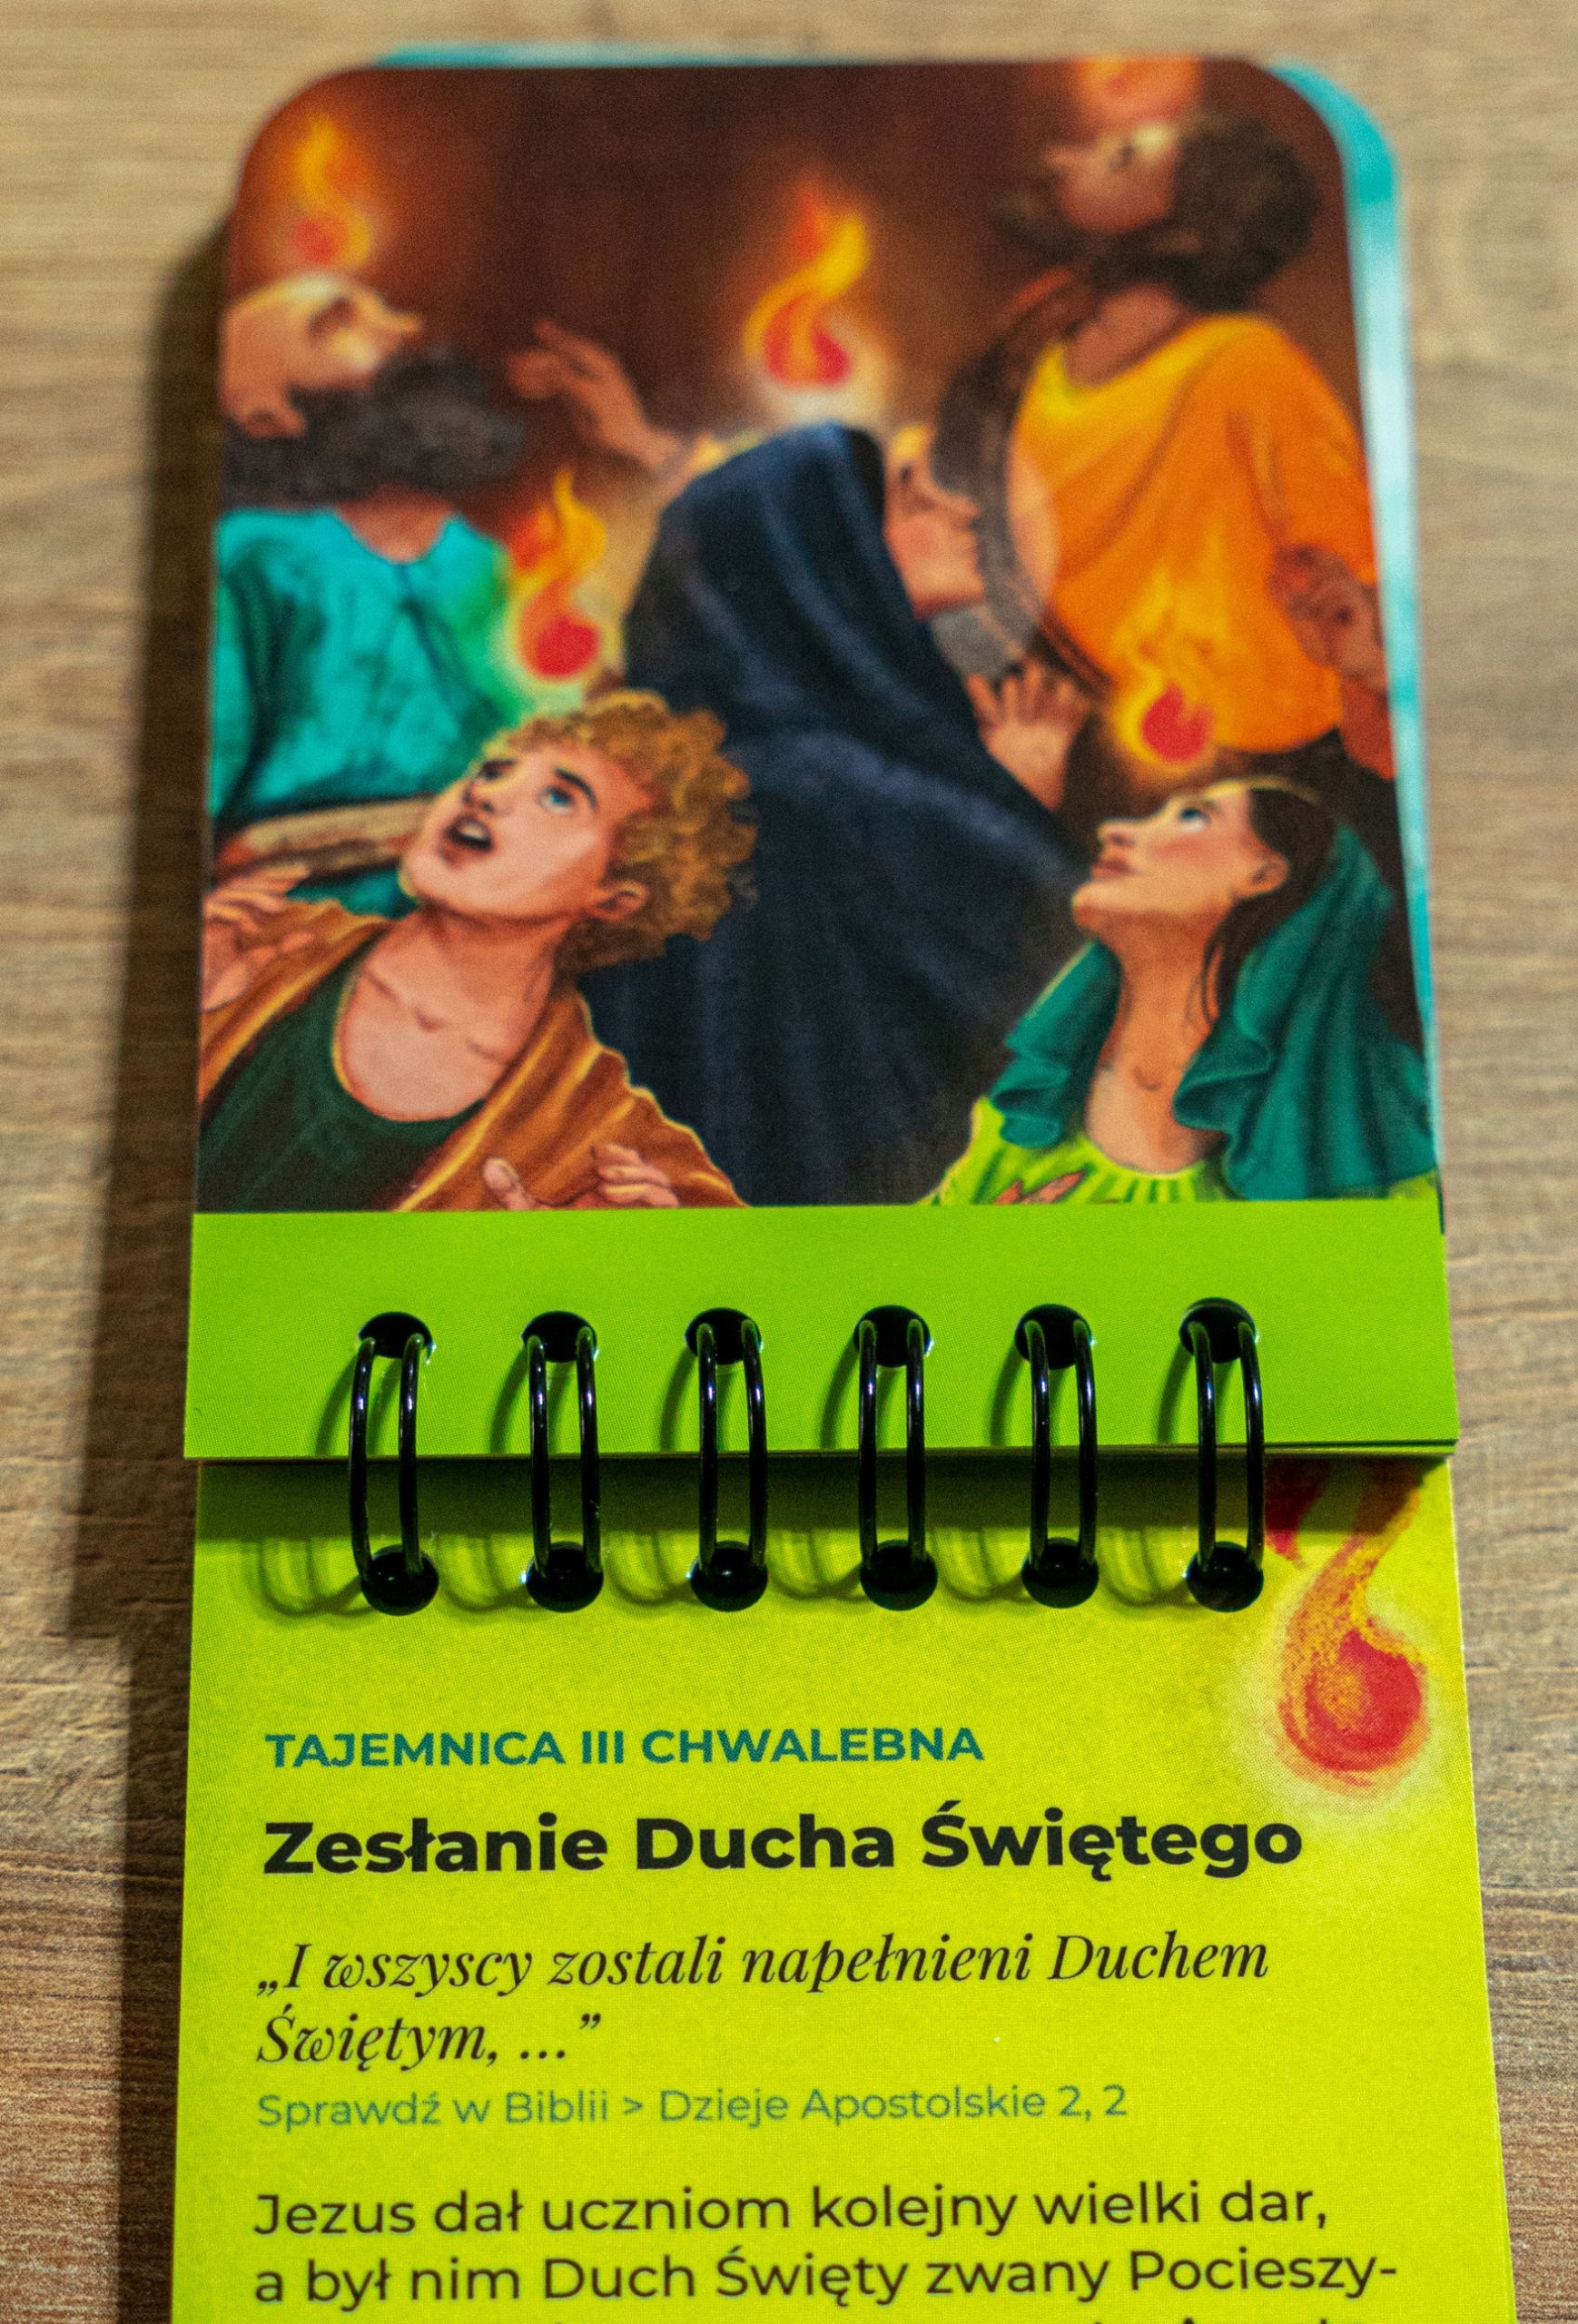 TAJEMNICA III CHWALEBNA
Zesłanie Ducha Świętego
„I wszyscy zostali napełnieni Duchem
Świętym, ...”
Sprawdź w Biblii > Dzieje Apostolskie 2, 2
Jezus dał uczniom kolejny wielki dar,
a był nim Duch Święty zwany Pocieszy-